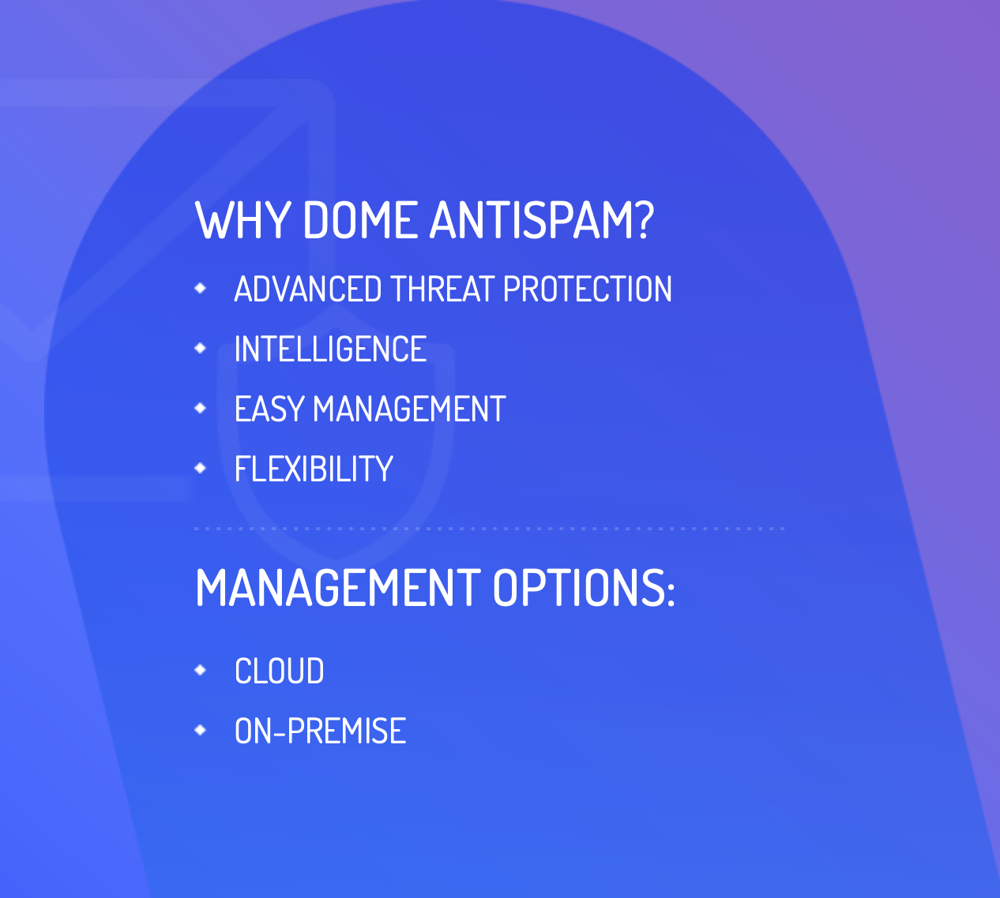 WHY DOME ANTISPAM?
ADVANCED THREAT PROTECTION
INTELLIGENCE
EASY MANAGEMENT
FLEXIBILITY
MANAGEMENT OPTIONS:
CLOUD
ON-PREMISE